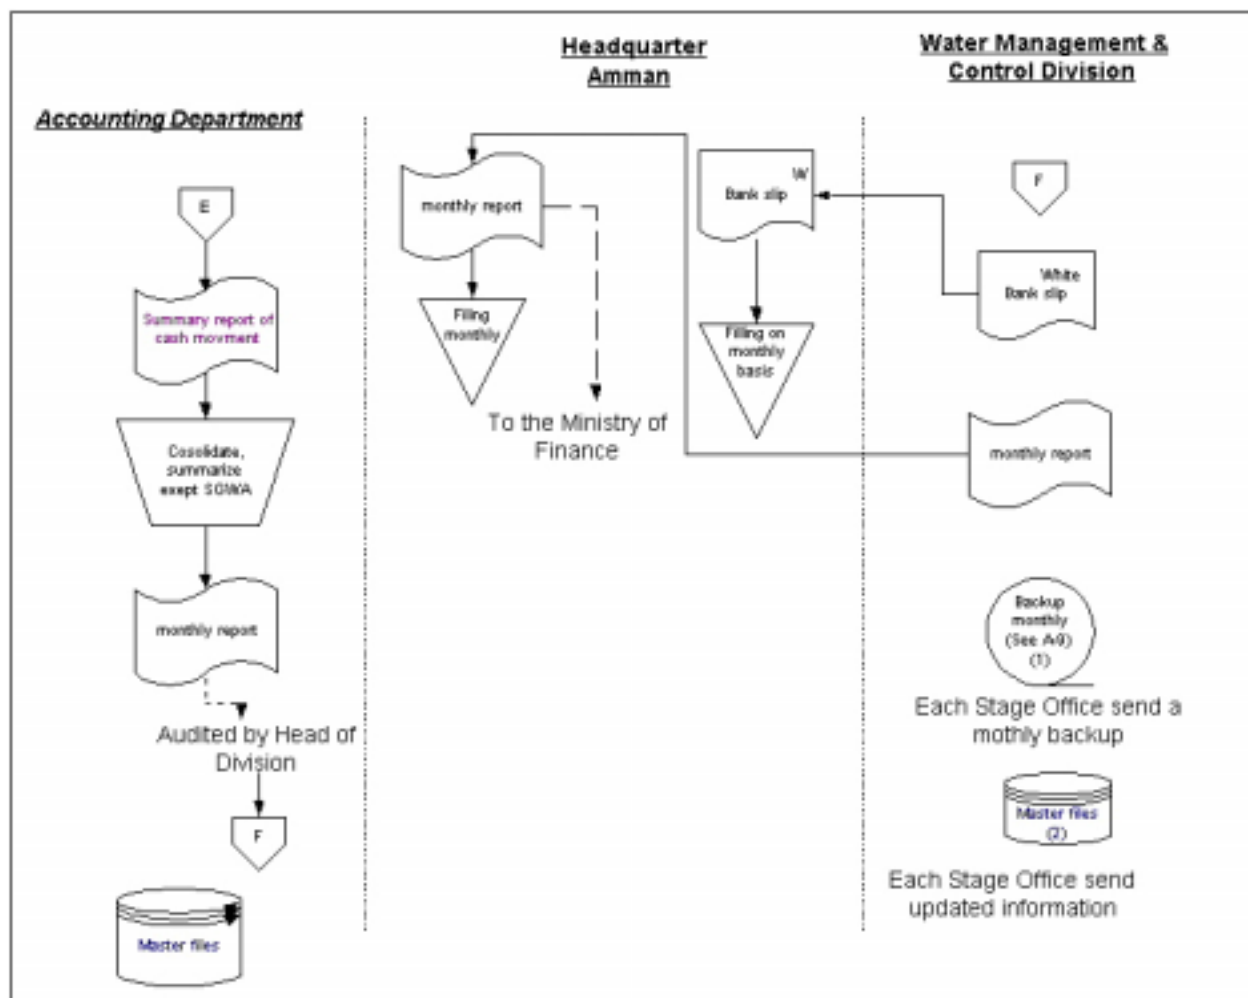 Headquarter
Amman
Water Management &
Control Division
Accounting Department
E
Summary report of
cash movment
Cosolidate,
summarize
exept SGWA
monthly report
Audited by Head of
Division
F
Master files
monthly report
Filing
monthly
To the Ministry of
Finance
W
Bank slip
Filling on
monthly
basis
F
White
Bank slip
monthly report
Backup
monthly
(See A-9)
(1)
Each Stage Office send a
mothly backup
Master files
(2)
Each Stage Office send
updated information